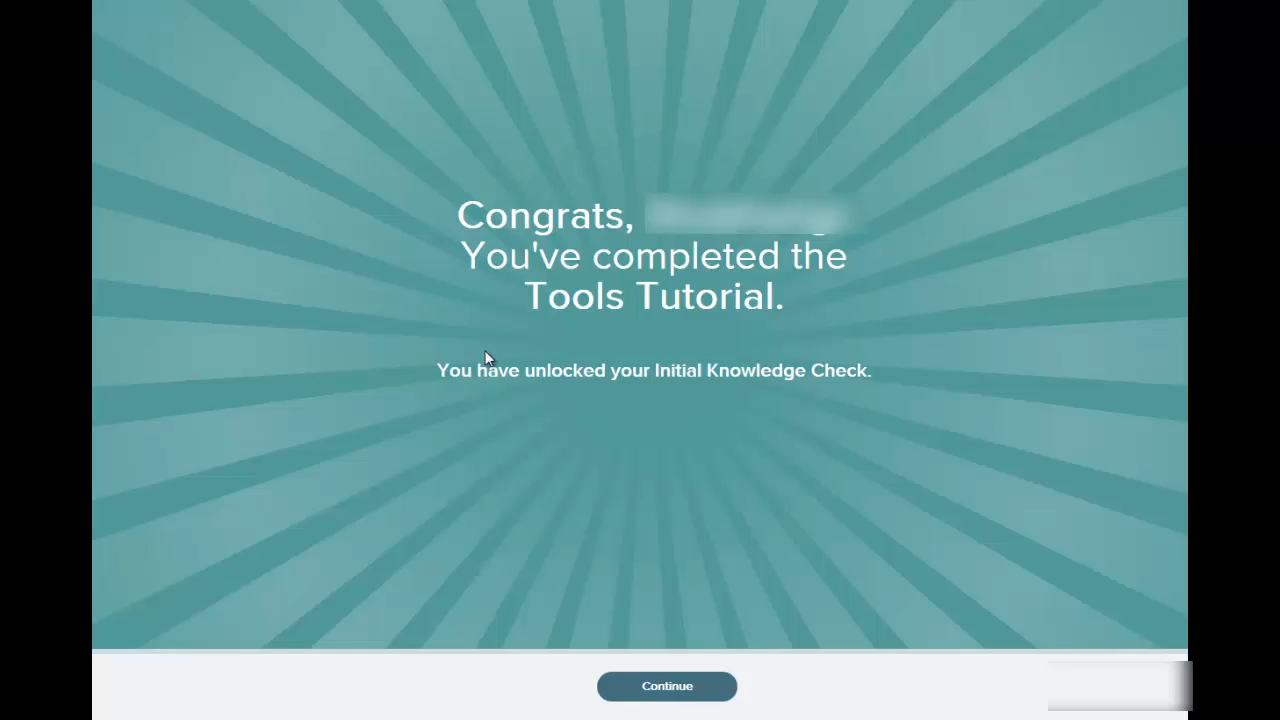 Congrats,
You've completed the
Tools Tutorial.
You have unlocked your Initial Knowledge Check.
Continue